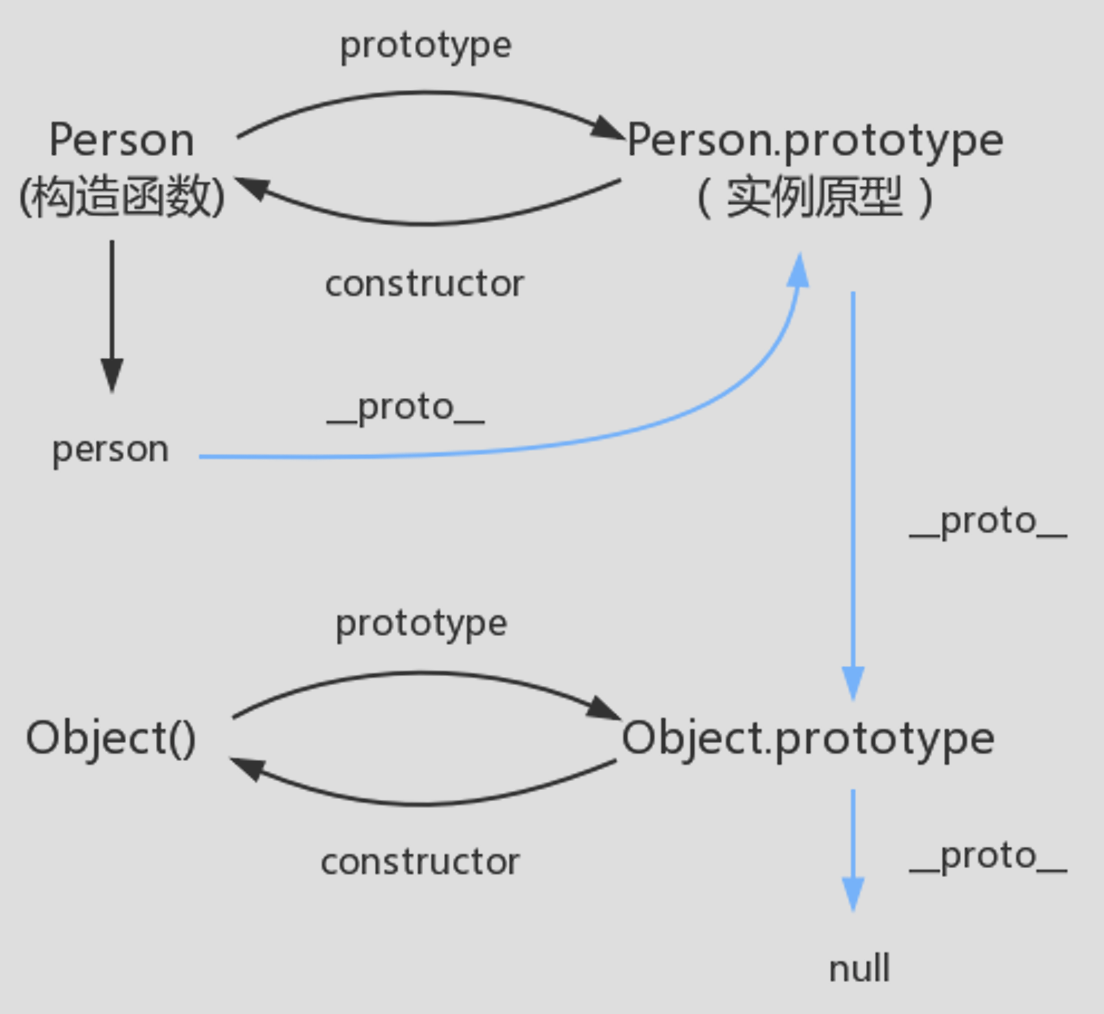 prototype
Person
Person.prototype
(构造函数)
（实例原型）
constructor
__proto__
person
__proto__
prototype
Object()
Object.prototype
constructor
__proto__
null